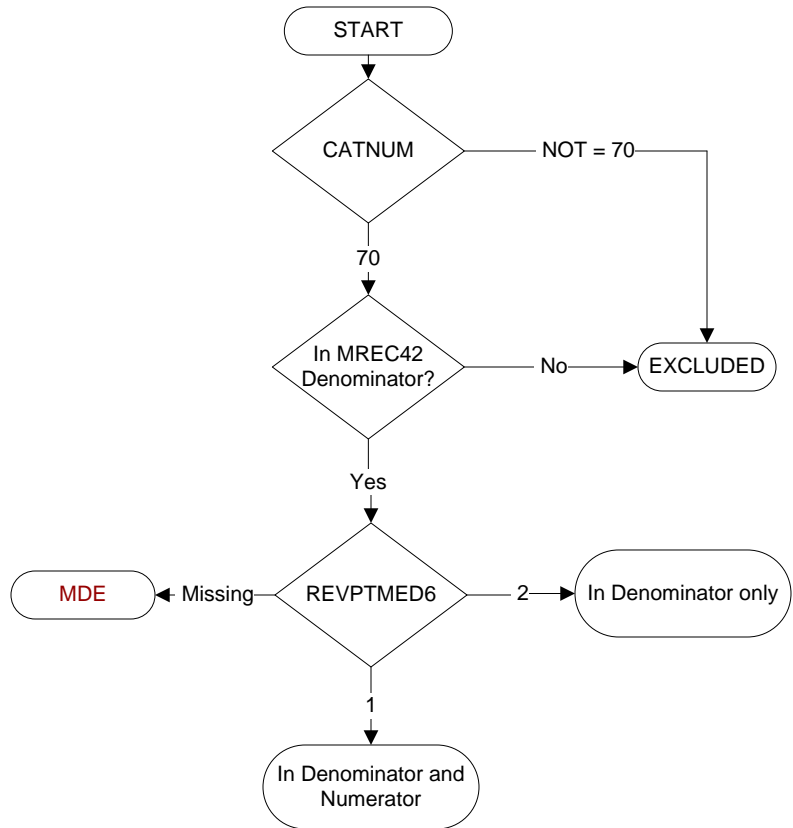 START
CATNUM
NOT = 70
70
In MREC42
Denominator?
No
EXCLUDED
Yes
MDE
Missing
REVPTMED6
2
In Denominator only
1
In Denominator and
Numerator